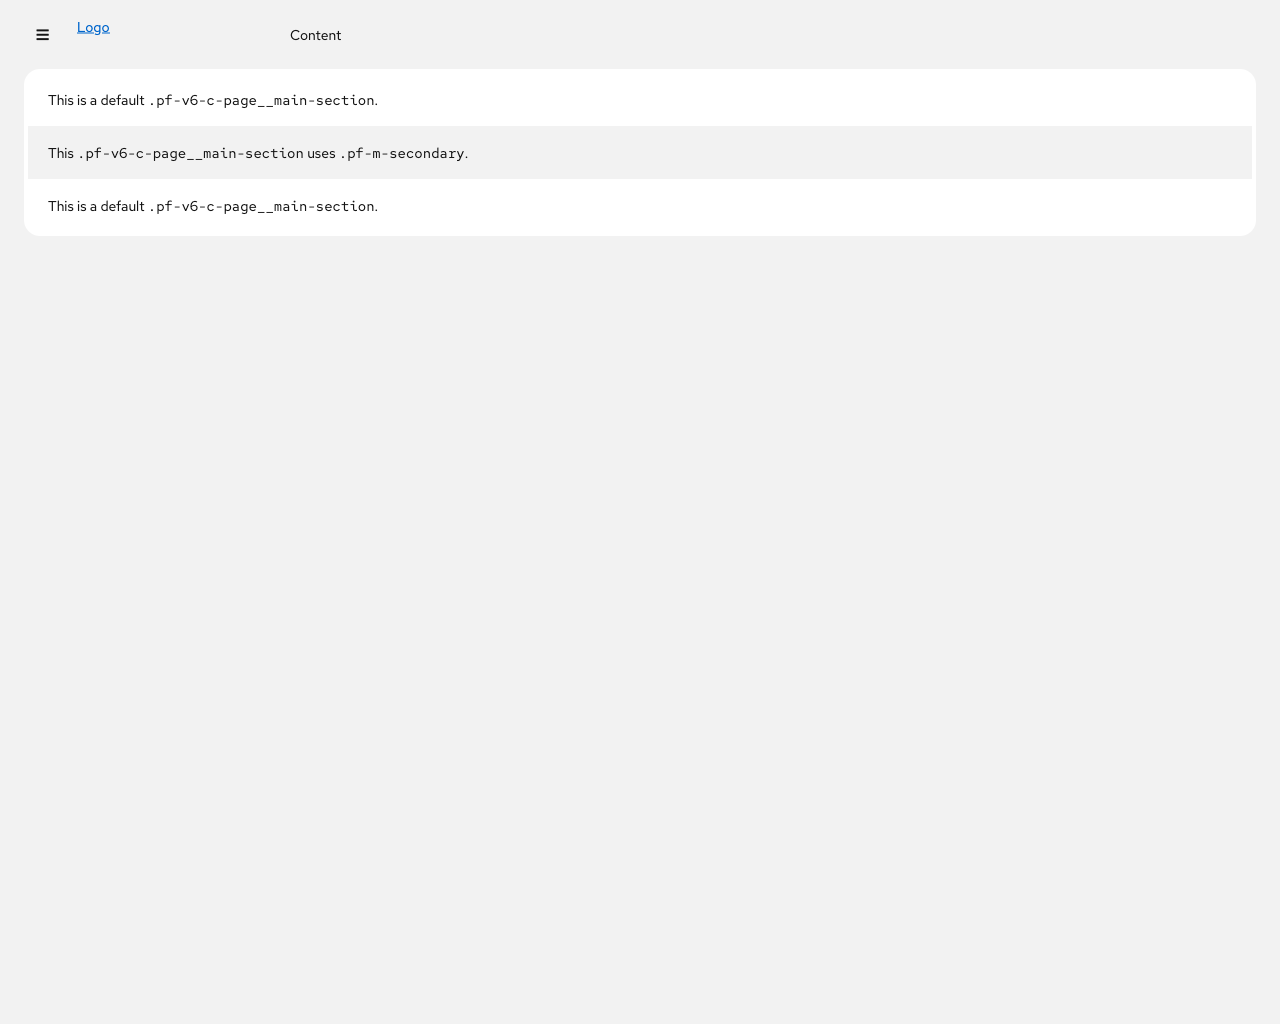 Logo
Content
This is a default .pf-v6-c-page__main-section.
This .pf-v6-c-page__main-section uses .pf-m-secondary.
This is a default .pf-v6-c-page__main-section.